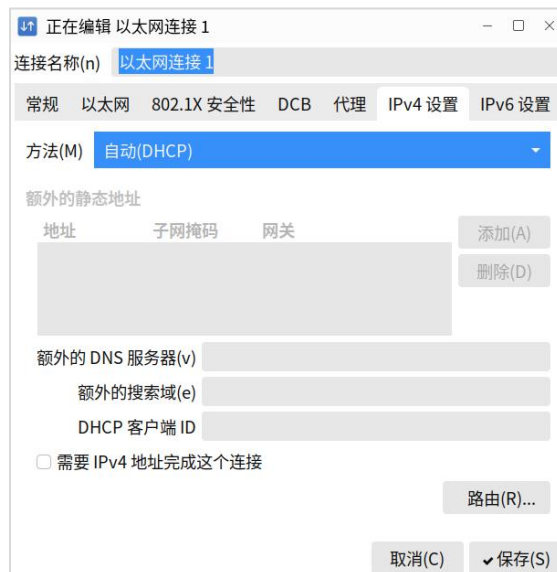 正在编辑 以太网连接 1
连接名称(n) 以太网连接 1
常规 以太网 802.1X 安全性 DCB 代理 IPv4 设置 IPv6 设置
方法(M) 自动(DHCP)
额外的静态地址
地址 子网掩码 网关
添加(A)
删除(D)
额外的 DNS 服务器(v)
额外的搜索域(e)
DHCP 客户端 ID
需要 IPv4 地址完成这个连接
路由(R)...
取消(C) 保存(S)